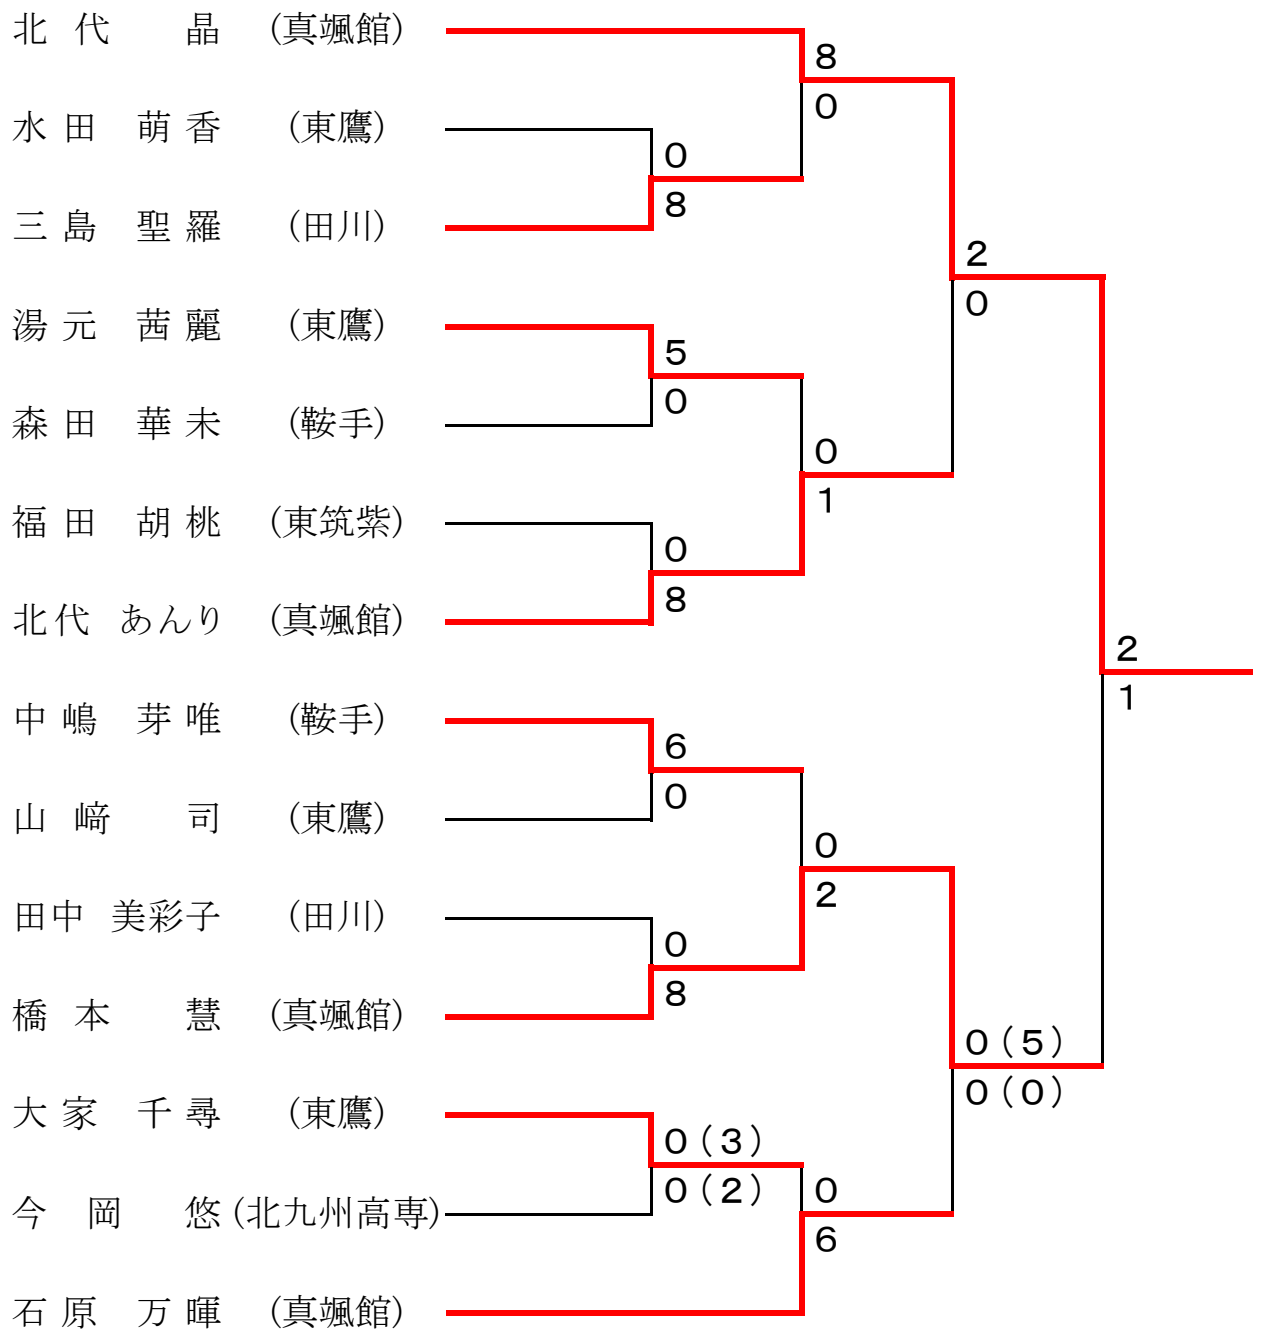 北代 晶 (真颯館)
8
0
水田 萌香 (東鷹)
0
8
三島 聖羅 (田川)
2
0
湯元 茜麗 (東鷹)
5
0
森田 華未 (鞍手)
0
1
福田 胡桃 (東筑紫)
0
8
北代 あんり (真颯館)
2
1
中嶋 芽唯 (鞍手)
6
0
山﨑 司 (東鷹)
0
2
田中 美彩子 (田川)
0
8
橋本 慧 (真颯館)
0(5)
0(0)
大家 千尋 (東鷹)
0(3)
0(2)
0
6
今岡 悠 (北九州高専)
石原 万暉 (真颯館)